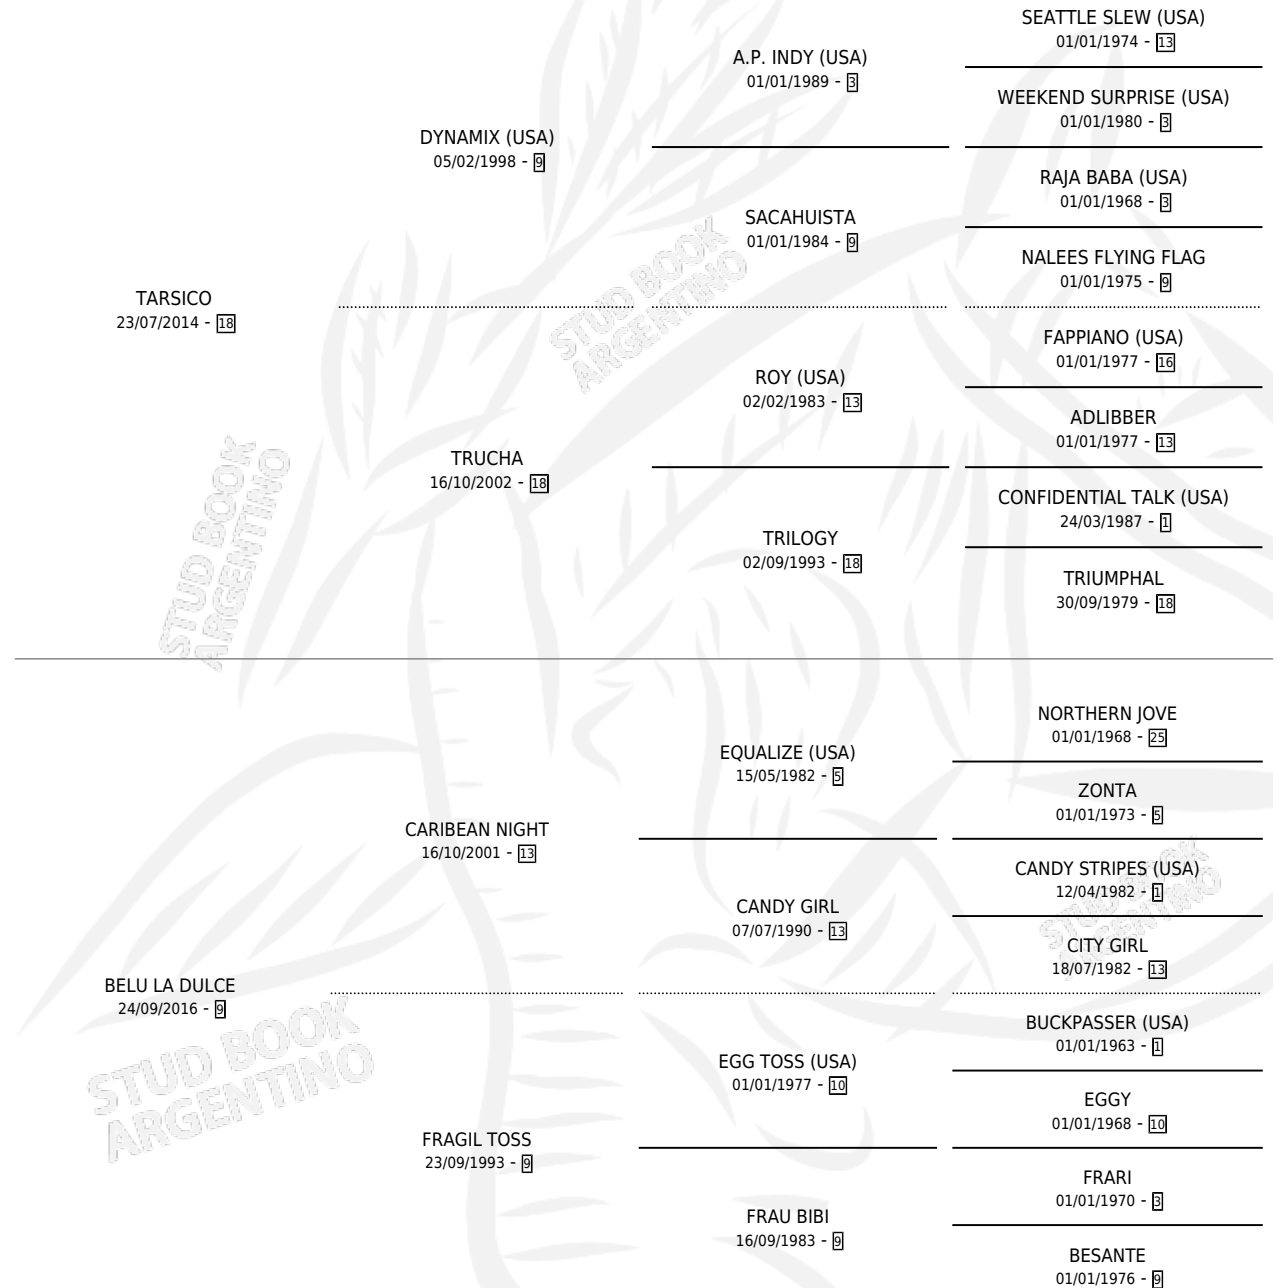 SEATTLE SLEW (USA)
01/01/1974 - 13
A.P. INDY (USA)
01/01/1989 - 3
WEEKEND SURPRISE (USA)
01/01/1980 - 3
DYNAMIX (USA)
05/02/1998 - 9
RAJA BABA (USA)
01/01/1968 - 3
SACAHUISTA
01/01/1984 - 9
NALEES FLYING FLAG
01/01/1975 - 9
STUD BOOK
ARGENTINO
TARSICO
23/07/2014 - 18
FAPPIANO (USA)
01/01/1977 - 16
ROY (USA)
02/02/1983 - 13
ADLIBBER
01/01/1977 - 13
TRUCHA
16/10/2002 - 18
CONFIDENTIAL TALK (USA)
24/03/1987 - 1
TRILOGY
02/09/1993 - 18
TRIUMPHAL
30/09/1979 - 18
STUD BOOK
ARGENTINO
NORTHERN JOVE
01/01/1968 - 25
EQUALIZE (USA)
15/05/1982 - 5
ZONTA
01/01/1973 - 5
CARIBEAN NIGHT
16/10/2001 - 13
CANDY STRIPES (USA)
12/04/1982 - 1
CANDY GIRL
07/07/1990 - 13
CITY GIRL
18/07/1982 - 13
STUD BOOK
ARGENTINO
BELU LA DULCE
24/09/2016 - 9
BUCKPASSER (USA)
01/01/1963 - 1
EGG TOSS (USA)
01/01/1977 - 10
EGGY
01/01/1968 - 10
STUD BOOK
ARGENTINO
FRAGIL TOSS
23/09/1993 - 9
FRARI
01/01/1970 - 3
FRAU BIBI
16/09/1983 - 9
BESANTE
01/01/1976 - 9